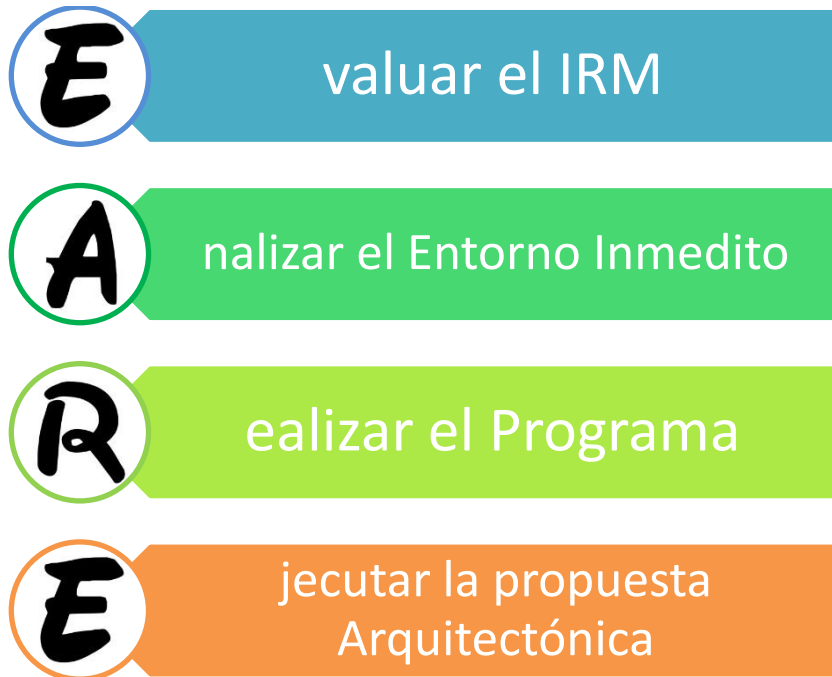 E valuar el IRM
A nalizar el Entorno Inmedito
R ealizar el Programa
E jecutar la propuesta
Arquitectónica